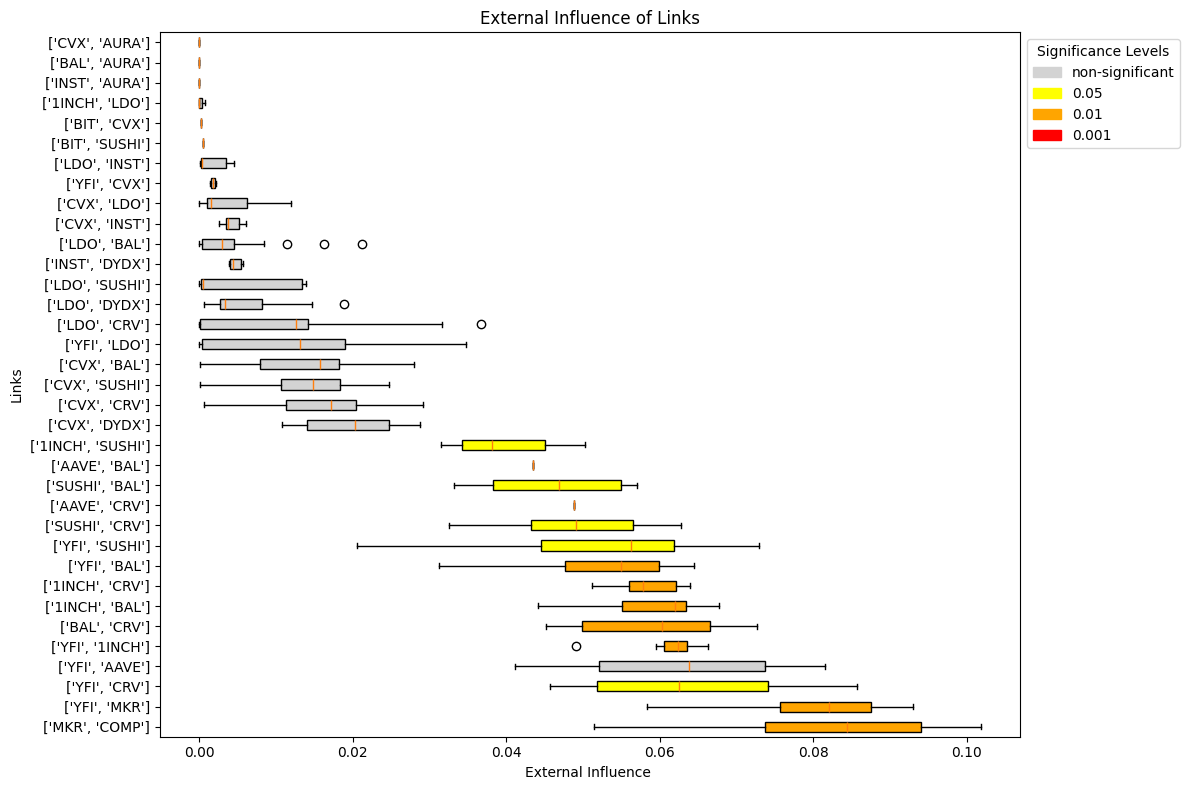 External Influence of Links
['CVX', 'AURA']
['BAL', 'AURA']
['INST', 'AURA']
['1INCH', 'LDO']
['BIT', 'CVX']
['BIT', 'SUSHI']
['LDO', 'INST']
['YFI', 'CVX']
['CVX', 'LDO']
['CVX', 'INST']
['LDO', 'BAL']
['INST', 'DYDX']
['LDO', 'SUSHI']
['LDO', 'DYDX']
['LDO', 'CRV']
['YFI', 'LDO']
['CVX', 'BAL']
['CVX', 'SUSHI']
['CVX', 'CRV']
['CVX', 'DYDX']
['1INCH', 'SUSHI']
['AAVE', 'BAL']
['SUSHI', 'BAL']
['AAVE', 'CRV']
['SUSHI', 'CRV']
['YFI', 'SUSHI']
['YFI', 'BAL']
['1INCH', 'CRV']
['1INCH', 'BAL']
['BAL', 'CRV']
['YFI', '1INCH']
['YFI', 'AAVE']
['YFI', 'CRV']
['YFI', 'MKR']
['MKR', 'COMP']
Links
0.00 0.02 0.04 0.06 0.08 0.10
External Influence
Significance Levels
non-significant
0.05
0.01
0.001